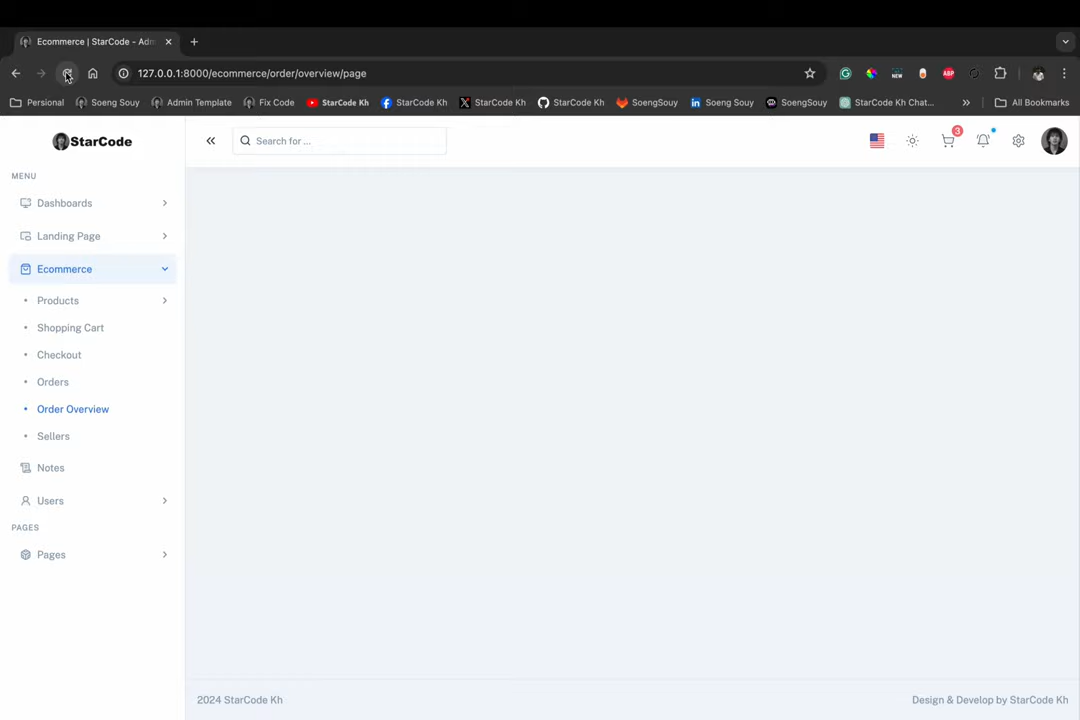 Ecommerce | StarCode - Adm
127.0.0.1:8000/ecommerce/order/overview/page
ABP
NEW
Personal
Soeng Souy
Admin Template
Fix Code
StarCode Kh
StarCode Kh
StarCode Kh
StarCode Kh
SoengSouy
Soeng Souy
SoengSouy
StarCode Kh Chat...
All Bookmarks
StarCode
Search for ...
3
MENU
Dashboards
Landing Page
Ecommerce
Products
Shopping Cart
Checkout
Orders
Order Overview
Sellers
Notes
Users
PAGES
Pages
2024 StarCode Kh
Design & Develop by StarCode Kh